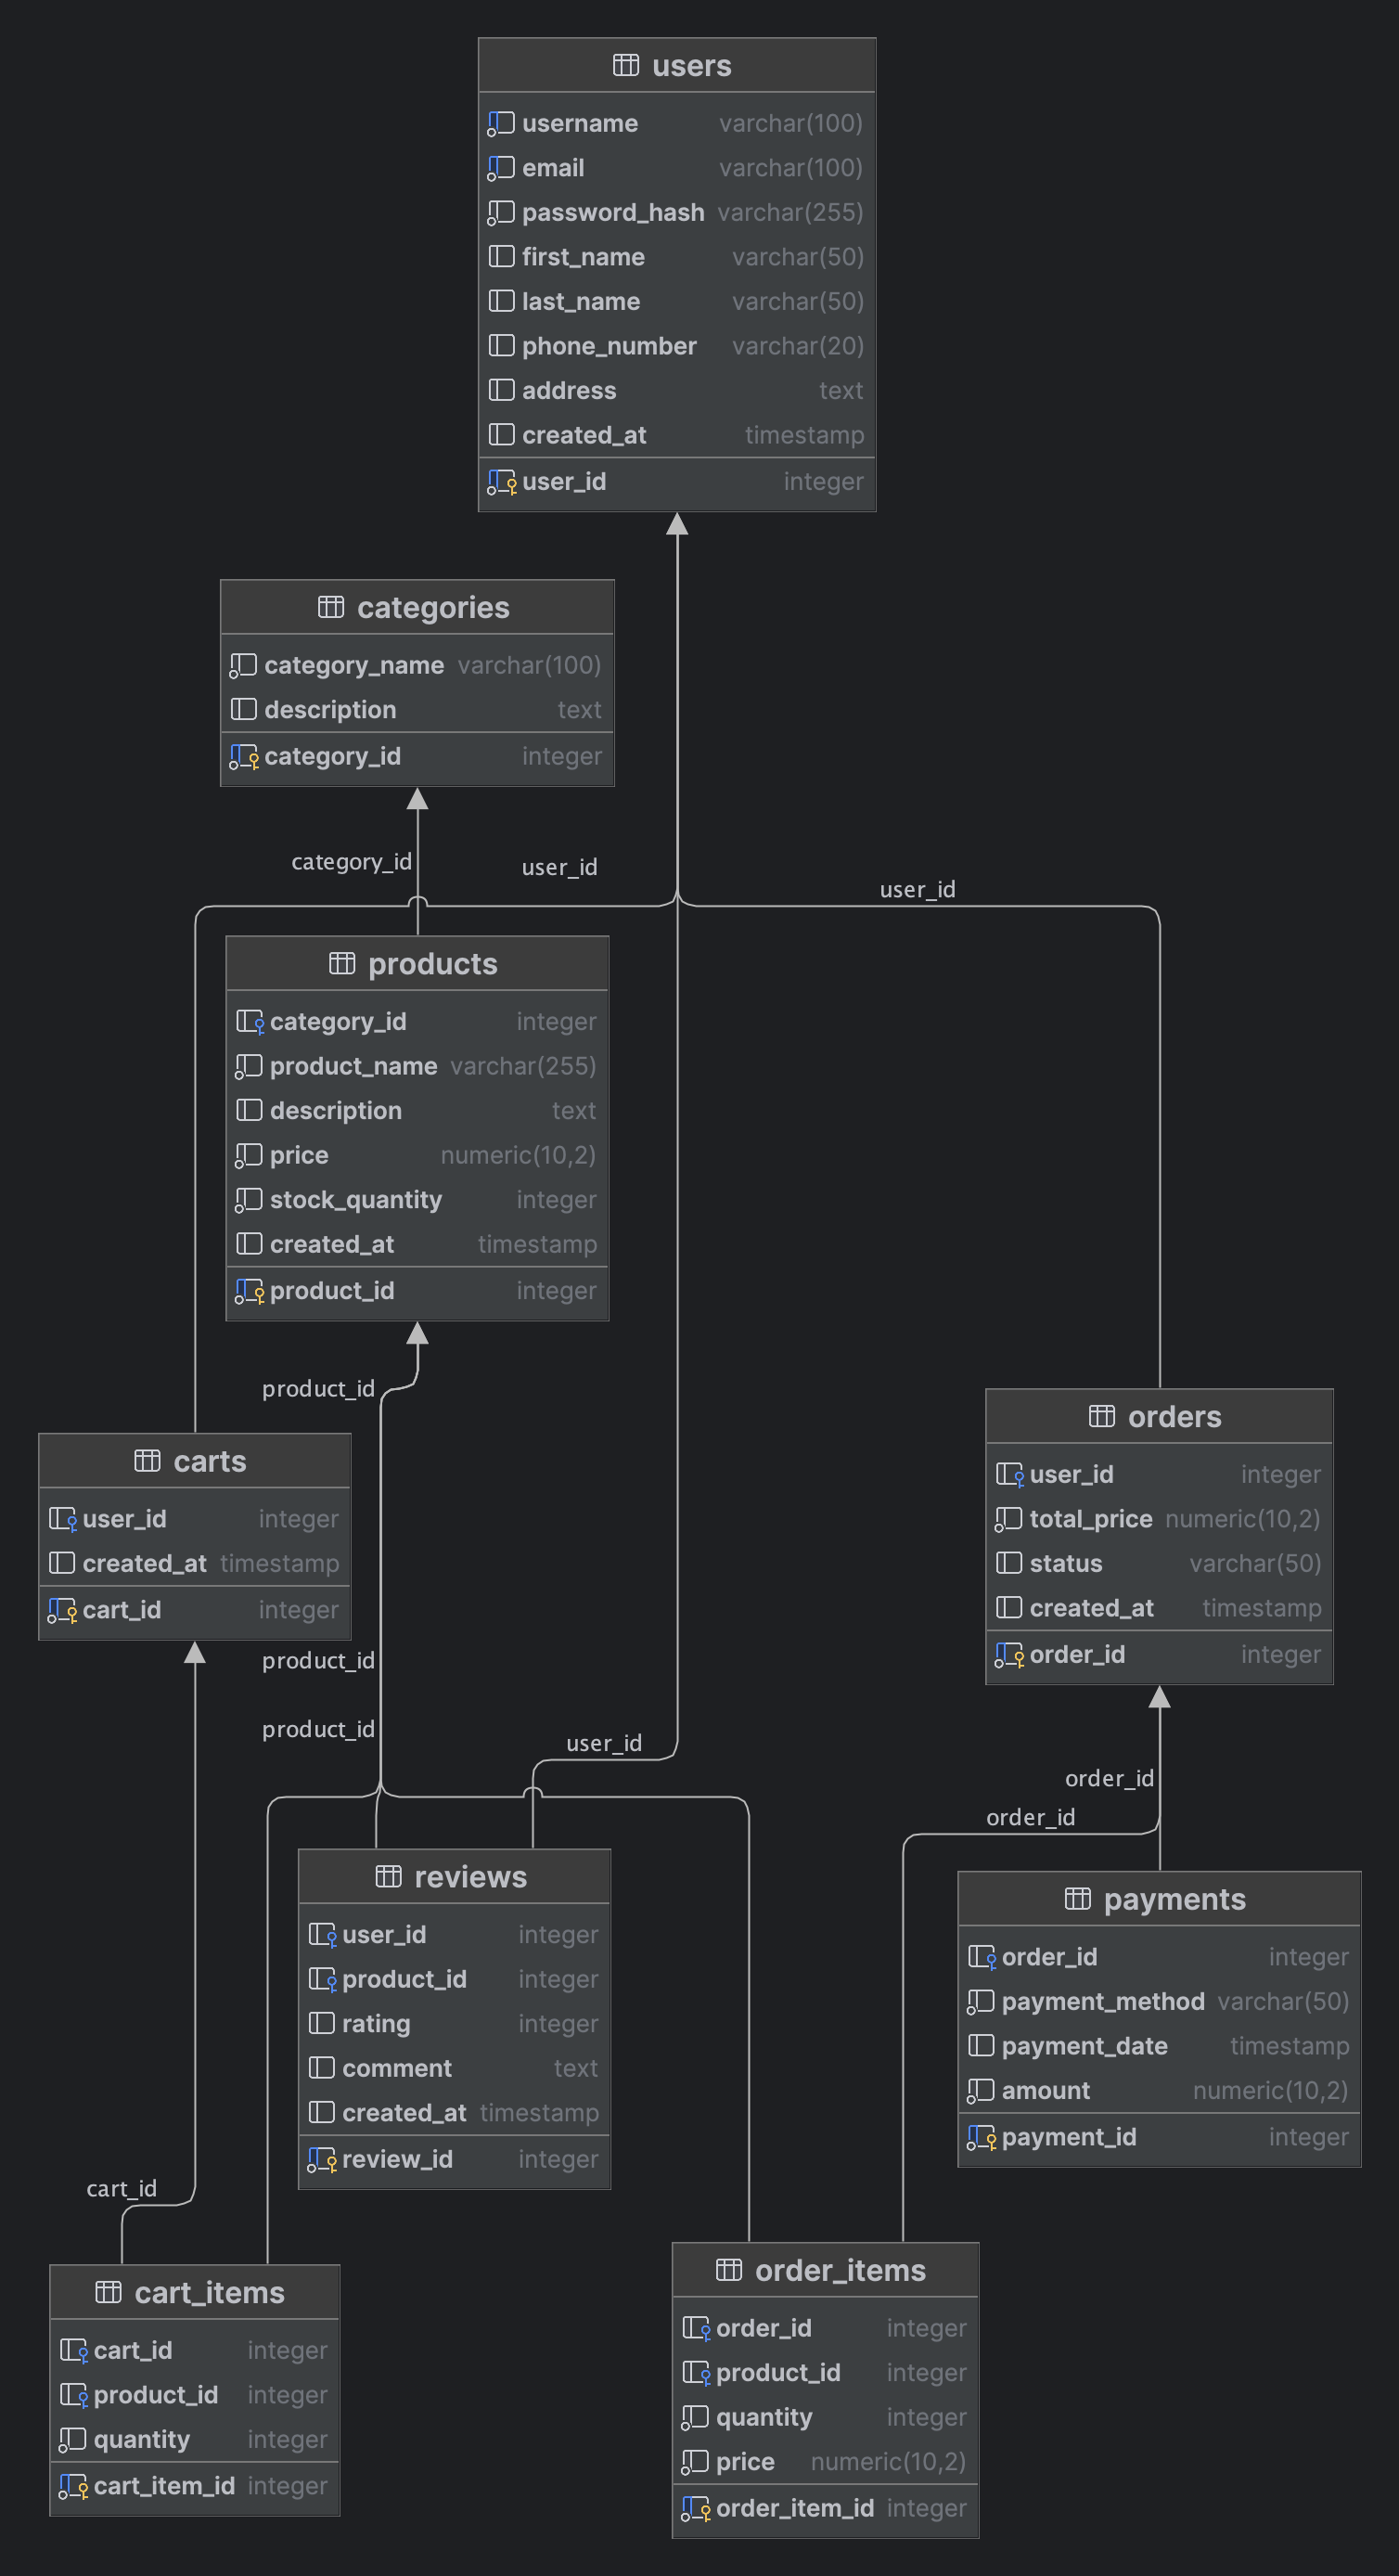 users
username varchar(100)
email varchar(100)
password_hash varchar(255)
first_name varchar(50)
last_name varchar(50)
phone_number varchar(20)
address text
created_at timestamp
user_id integer
categories
category_name varchar(100)
description text
category_id integer
category_id
user_id
user_id
products
category_id integer
product_name varchar(255)
description text
price numeric(10,2)
stock_quantity integer
created_at timestamp
product_id integer
product_id
carts
user_id integer
created_at timestamp
cart_id integer
orders
user_id integer
total_price numeric(10,2)
status varchar(50)
created_at timestamp
order_id integer
product_id
product_id
user_id
order_id
order_id
reviews
user_id integer
product_id integer
rating integer
comment text
created_at timestamp
review_id integer
payments
order_id integer
payment_method varchar(50)
payment_date timestamp
amount numeric(10,2)
payment_id integer
cart_id
cart_items
cart_id integer
product_id integer
quantity integer
cart_item_id integer
order_items
order_id integer
product_id integer
quantity integer
price numeric(10,2)
order_item_id integer